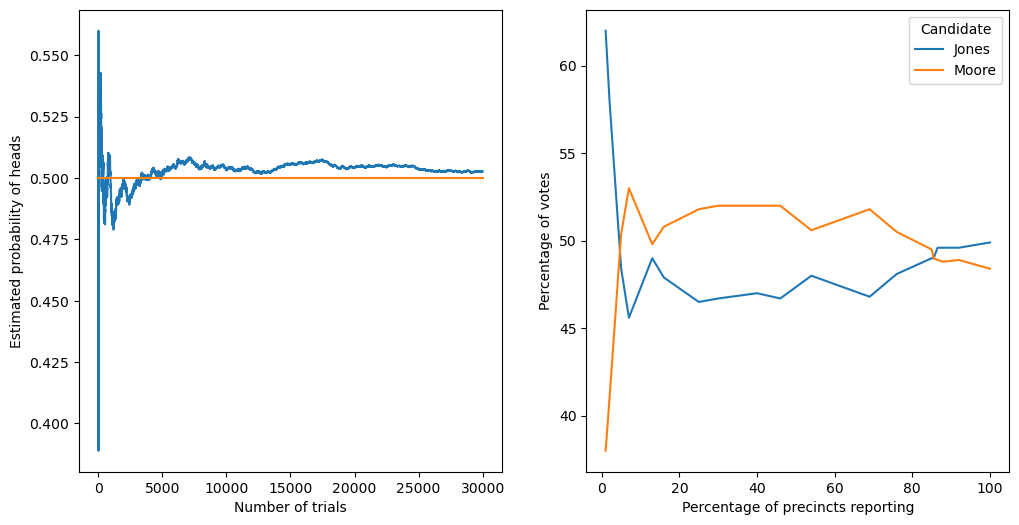 0.550
0.525
0.500
0.475
0.450
0.425
0.400
Estimated probability of heads
0 5000 10000 15000 20000 25000 30000
Number of trials
60
55
50
45
40
Percentage of votes
0 20 40 60 80 100
Percentage of precincts reporting
Candidate
Jones
Moore